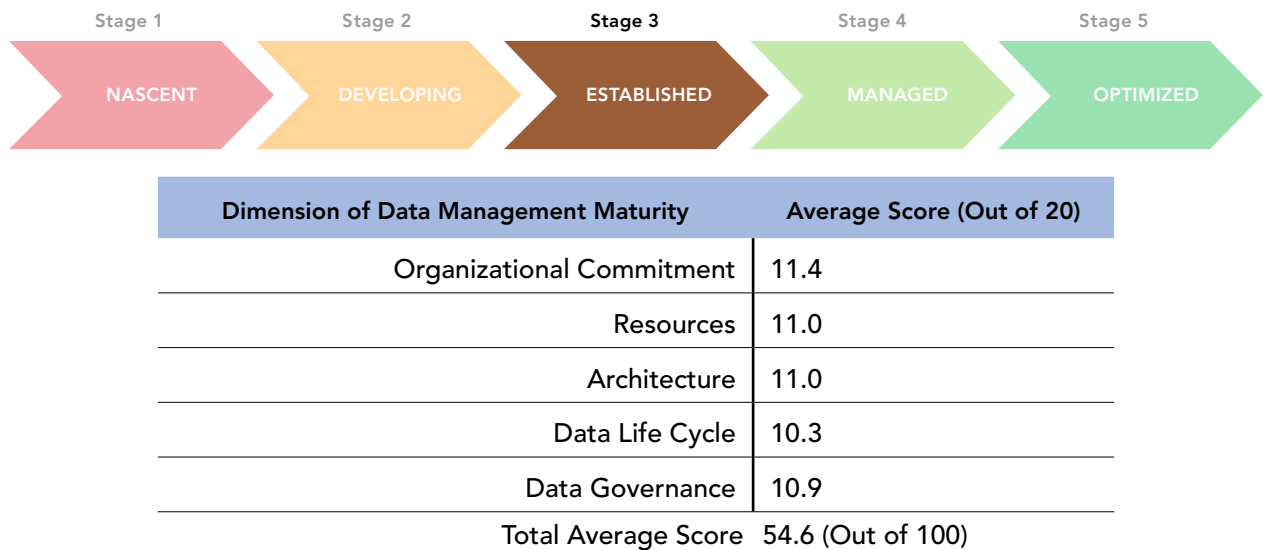 Stage 1 Stage 2 Stage 3 Stage 4 Stage 5
NASCENT DEVELOPING ESTABLISHED MANAGED OPTIMIZED
Dimension of Data Management Maturity Average Score (Out of 20)
Organizational Commitment 11.4
Resources 11.0
Architecture 11.0
Data Life Cycle 10.3
Data Governance 10.9
Total Average Score 54.6 (Out of 100)